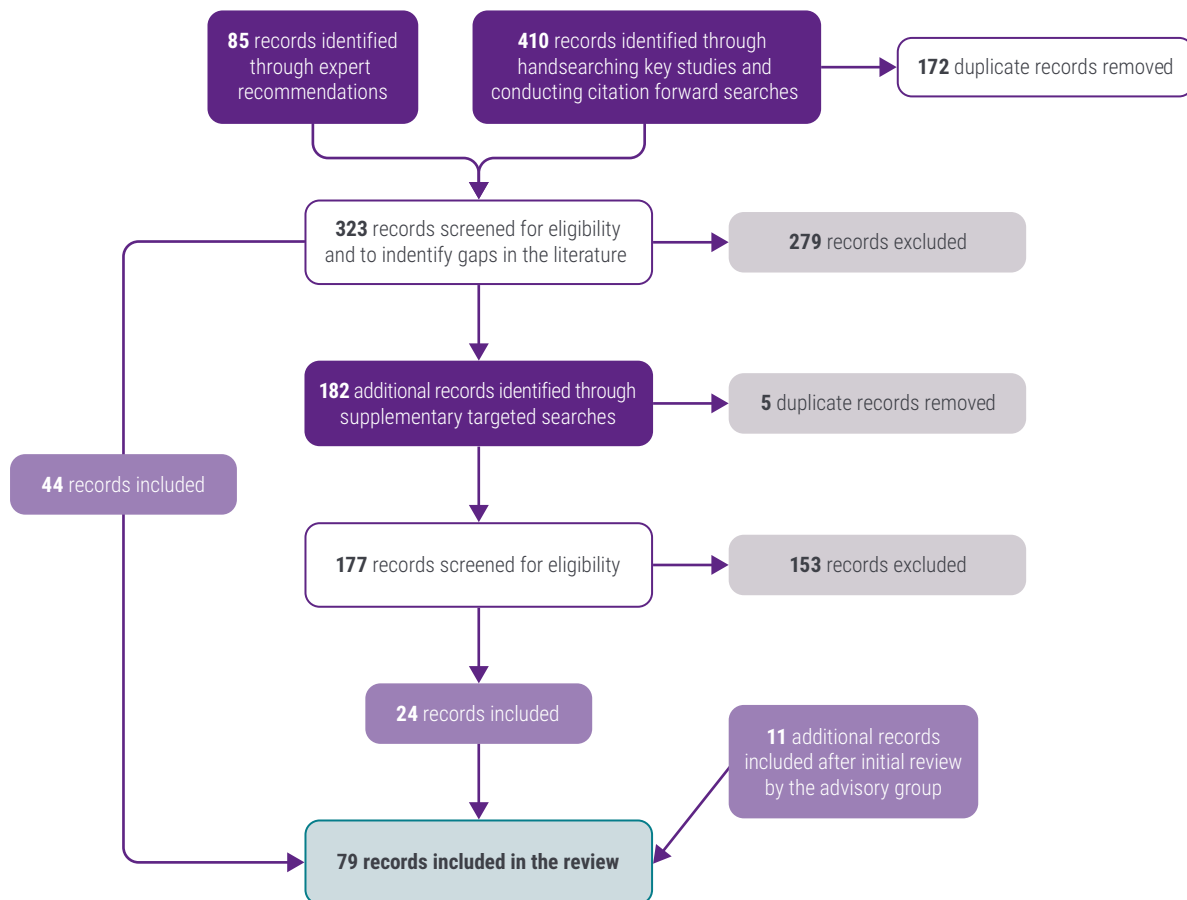 85 records identified
through expert
recommendations
410 records identified through
handsearching key studies and
conducting citation forward searches
172 duplicate records removed
323 records screened for eligibility
and to indentify gaps in the literature
279 records excluded
182 additional records identified through
supplementary targeted searches
5 duplicate records removed
44 records included
177 records screened for eligibility
153 records excluded
24 records included
11 additional records
included after initial review
by the advisory group
79 records included in the review